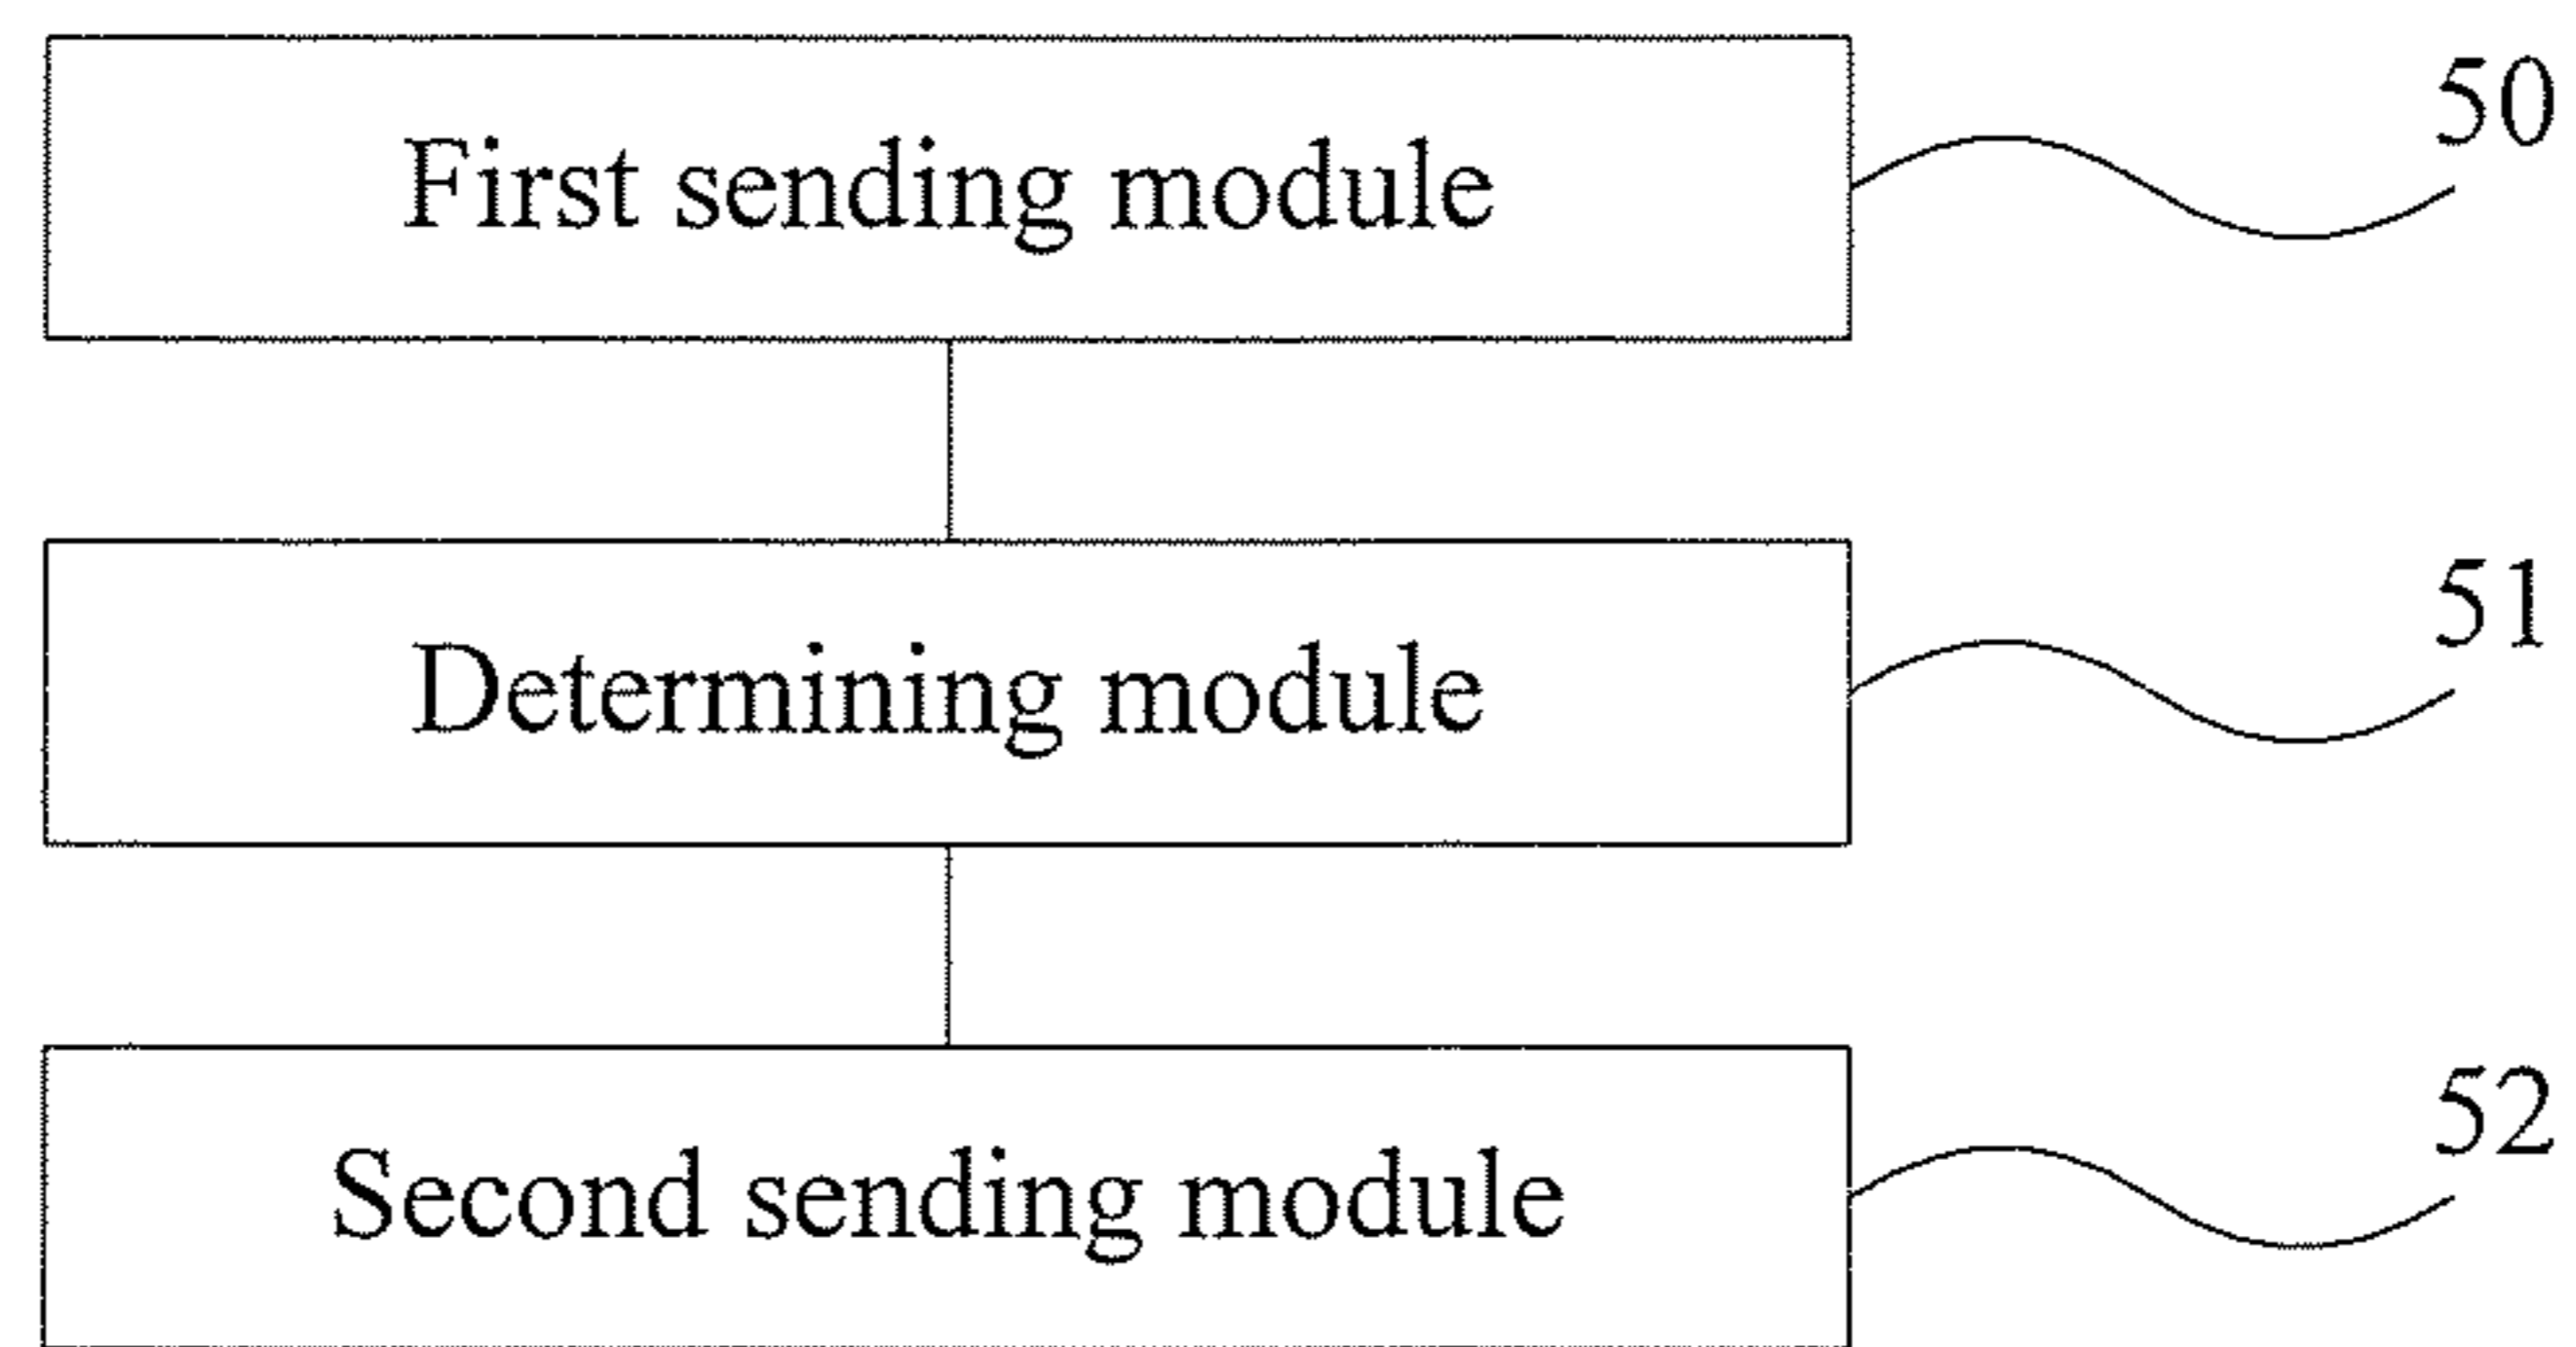 First sending module 50
Determining module 51
Second sending module 52